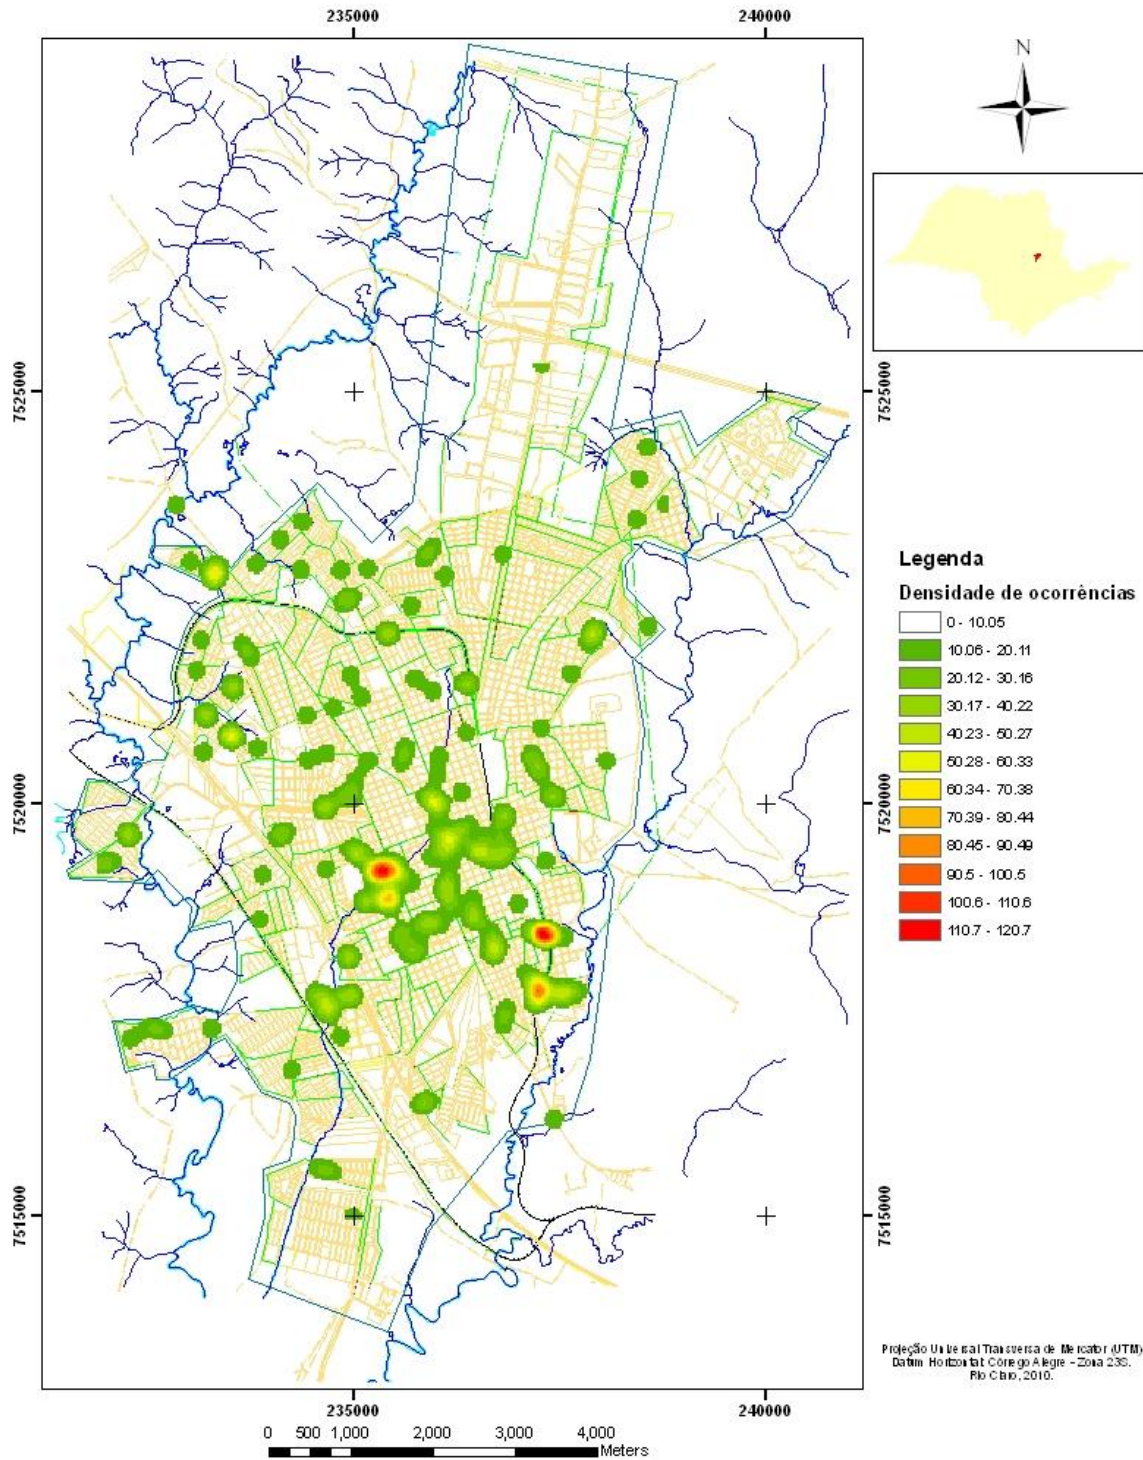 235000 240000
N
7525000 7525000
Legenda
Densidade de ocorrências
0 - 10.05
10.06 - 20.11
20.12 - 30.16
30.17 - 40.22
40.23 - 50.27
50.28 - 60.33
60.34 - 70.38
70.39 - 80.44
80.45 - 90.49
90.5 - 100.5
100.6 - 110.6
110.7 - 120.7
7520000 7520000
7515000 7515000
Projeção Universal Transversa de Mercator (UTM)
Datum Horizontal: Córrego Alegre - Zona 23S.
Rio Claro, 2010.
235000 240000
0 500 1,000 2,000 3,000 4,000
Meters